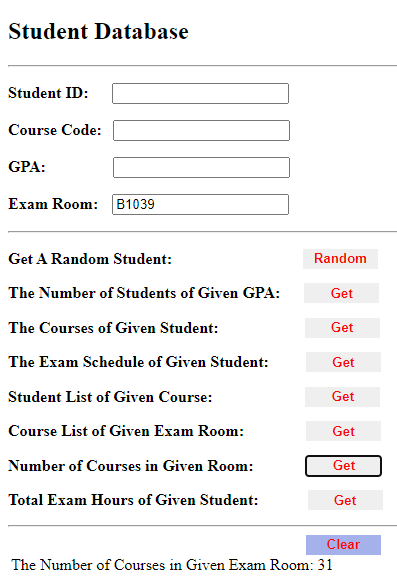 Student Database
Student ID:
Course Code:
GPA:
Exam Room: B1039
Get A Random Student: Random
The Number of Students of Given GPA: Get
The Courses of Given Student: Get
The Exam Schedule of Given Student: Get
Student List of Given Course: Get
Course List of Given Exam Room: Get
Number of Courses in Given Room: Get
Total Exam Hours of Given Student: Get
Clear
The Number of Courses in Given Exam Room: 31